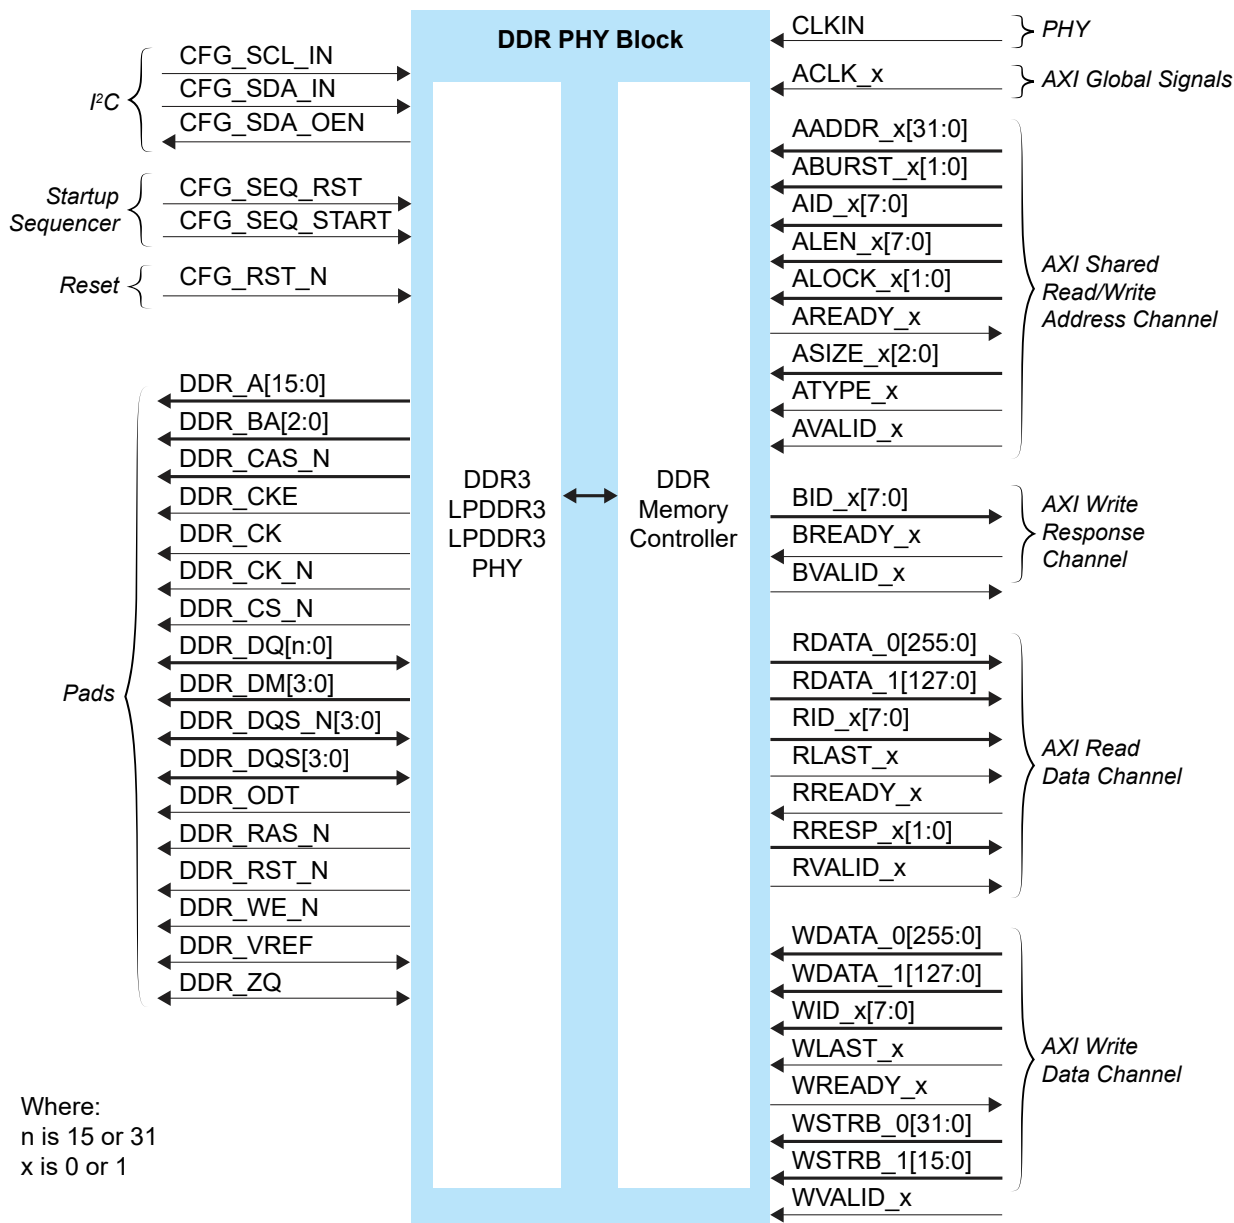 DDR PHY Block
I²C
CFG_SCL_IN
CFG_SDA_IN
CFG_SDA_OEN
Startup
Sequencer
CFG_SEQ_RST
CFG_SEQ_START
Reset
CFG_RST_N
Pads
DDR_A[15:0]
DDR_BA[2:0]
DDR_CAS_N
DDR_CKE
DDR_CK
DDR_CK_N
DDR_CS_N
DDR_DQ[n:0]
DDR_DM[3:0]
DDR_DQS_N[3:0]
DDR_DQS[3:0]
DDR_ODT
DDR_RAS_N
DDR_RST_N
DDR_WE_N
DDR_VREF
DDR_ZQ
DDR3
LPDDR3
LPDDR3
PHY
DDR
Memory
Controller
CLKIN
PHY
ACLK_x
AXI Global Signals
AADDR_x[31:0]
ABURST_x[1:0]
AID_x[7:0]
ALEN_x[7:0]
ALOCK_x[1:0]
AREADY_x
ASIZE_x[2:0]
ATYPE_x
AVALID_x
AXI Shared
Read/Write
Address Channel
BID_x[7:0]
BREADY_x
BVALID_x
AXI Write
Response
Channel
RDATA_0[255:0]
RDATA_1[127:0]
RID_x[7:0]
RLAST_x
RREADY_x
RRESP_x[1:0]
RVALID_x
AXI Read
Data Channel
WDATA_0[255:0]
WDATA_1[127:0]
WID_x[7:0]
WLAST_x
WREADY_x
WSTRB_0[31:0]
WSTRB_1[15:0]
WVALID_x
AXI Write
Data Channel
Where:
n is 15 or 31
x is 0 or 1